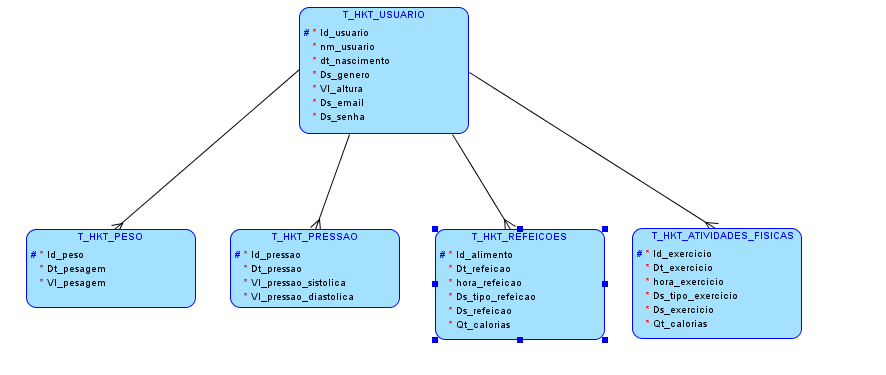 T_HKT_USUARIO
# * Id_usuario
* nm_usuario
* dt_nascimento
* Ds_genero
* Vl_altura
* Ds_email
* Ds_senha
T_HKT_PESO
# * Id_peso
* Dt_pesagem
* Vl_pesagem
T_HKT_PRESSAO
# * Id_pressao
* Dt_pressao
* Vl_pressao_sistolica
* Vl_pressao_diastolica
T_HKT_REFEICOES
# * Id_alimento
* Dt_refeicao
* hora_refeicao
* Ds_tipo_refeicao
* Ds_refeicao
* Qt_calorias
T_HKT_ATIVIDADES_FISICAS
# * Id_exercicio
* Dt_exercicio
* hora_exercicio
* Ds_tipo_exercicio
* Ds_exercicio
* Qt_calorias